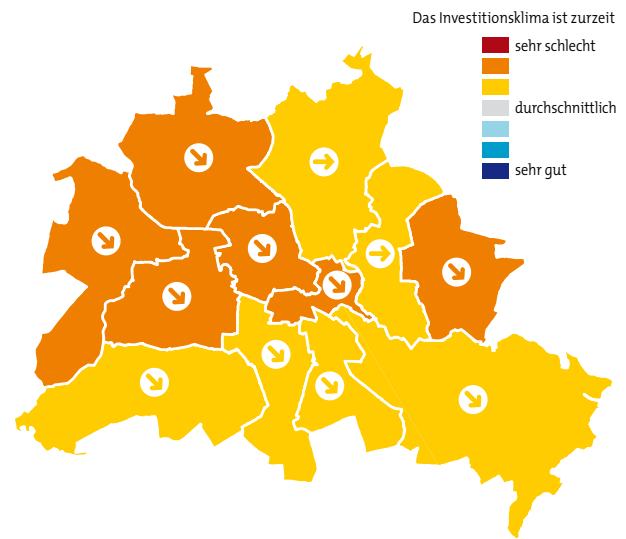 Das Investitionsklima ist zurzeit
sehr schlecht
durchschnittlich
sehr gut